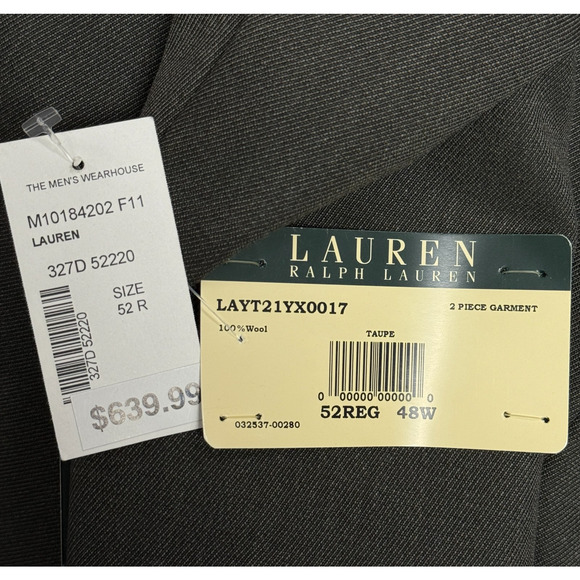 THE MEN'S WEARHOUSE
M10184202 F11
LAUREN
327D 52220
SIZE
52 R
327D 52220
$639.99
LAUREN
RALPH LAUREN
LAYT21YX0017
2 PIECE GARMENT
100%Wool
TAUPE
0 00000 00000 0
52REG 48W
032537-00280